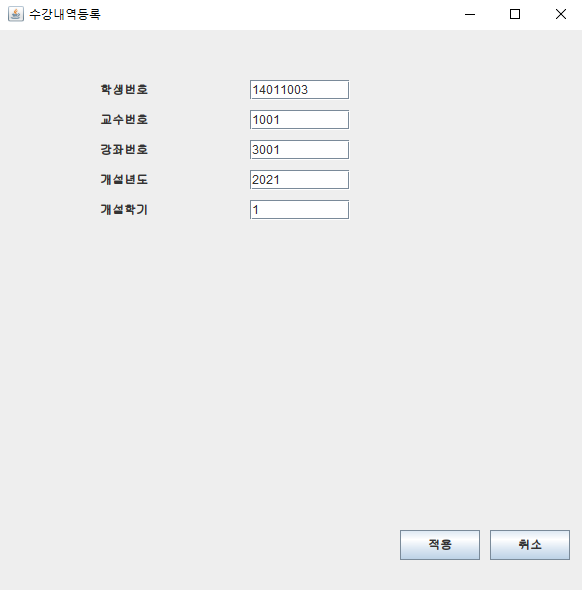 수강내역등록
학생번호 14011003
교수번호 1001
강좌번호 3001
개설년도 2021
개설학기 1
적용 취소